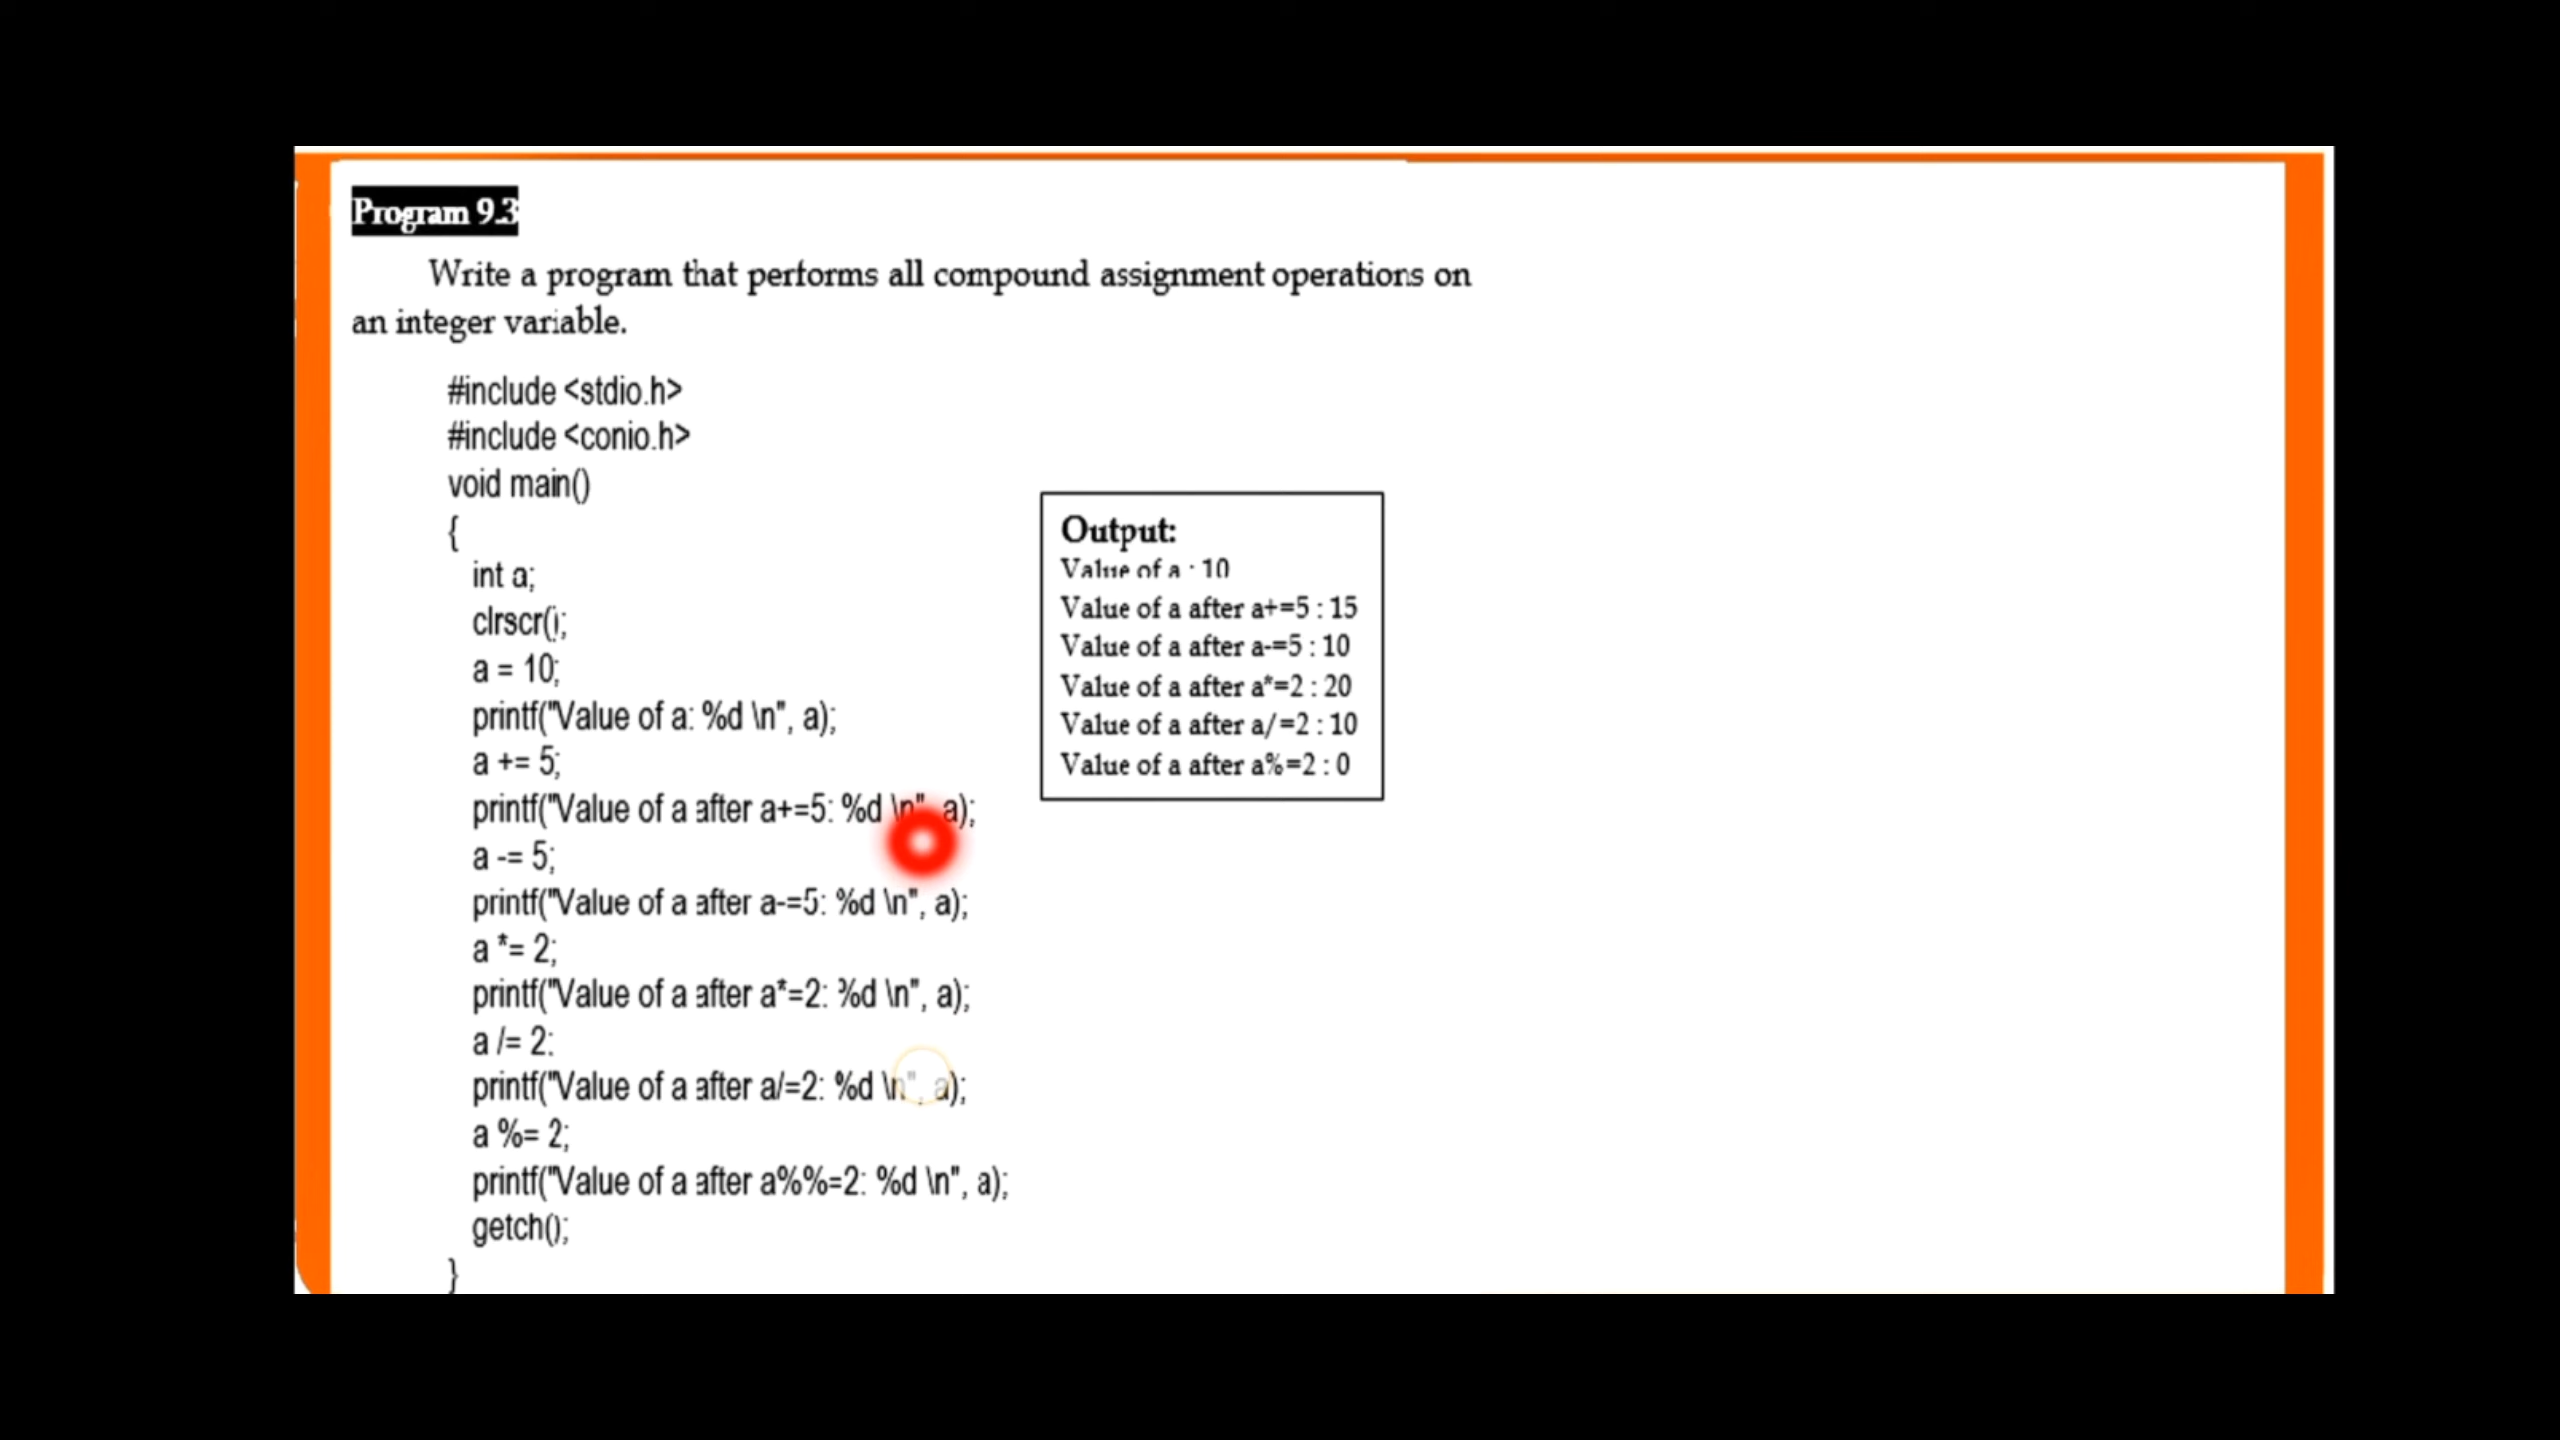 Program 9.3
Write a program that performs all compound assignment operations on
an integer variable.
#include <stdio.h>
#include <conio.h>
void main()
{
int a;
clrscr();
a = 10;
printf("Value of a: %d \n", a);
a += 5;
printf("Value of a after a+=5: %d \n", a);
a -= 5;
printf("Value of a after a-=5: %d \n", a);
a *= 2;
printf("Value of a after a*=2: %d \n", a);
a /= 2:
printf("Value of a after a/=2: %d \n", a);
a %= 2;
printf("Value of a after a%%=2: %d \n", a);
getch();
}
Output:
Value of a : 10
Value of a after a+=5 : 15
Value of a after a-=5 : 10
Value of a after a*=2 : 20
Value of a after a/=2 : 10
Value of a after a%=2 : 0